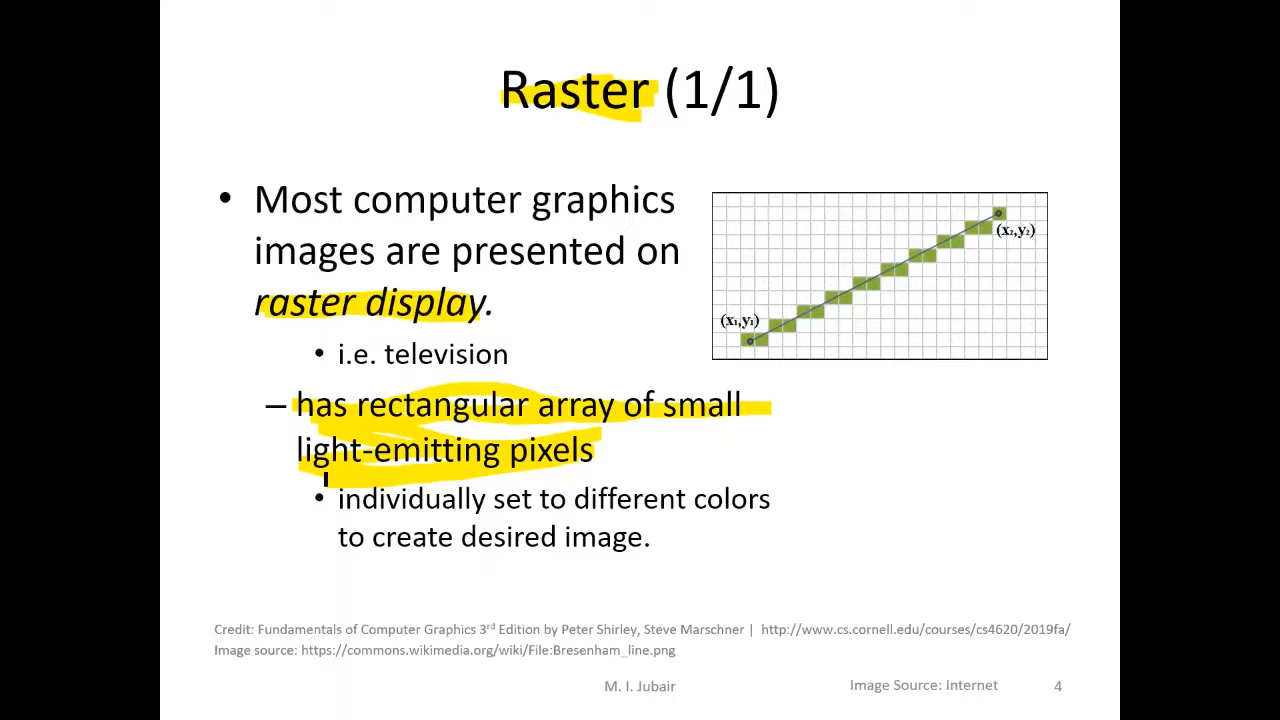 Raster (1/1)
• Most computer graphics
images are presented on
raster display.
• i.e. television
– has rectangular array of small
light-emitting pixels
• individually set to different colors
to create desired image.
(x₂,y₂)
(x₁,y₁)
Credit: Fundamentals of Computer Graphics 3rd Edition by Peter Shirley, Steve Marschner | http://www.cs.cornell.edu/courses/cs4620/2019fa/
Image source: https://commons.wikimedia.org/wiki/File:Bresenham_line.png
M. I. Jubair
Image Source: Internet
4